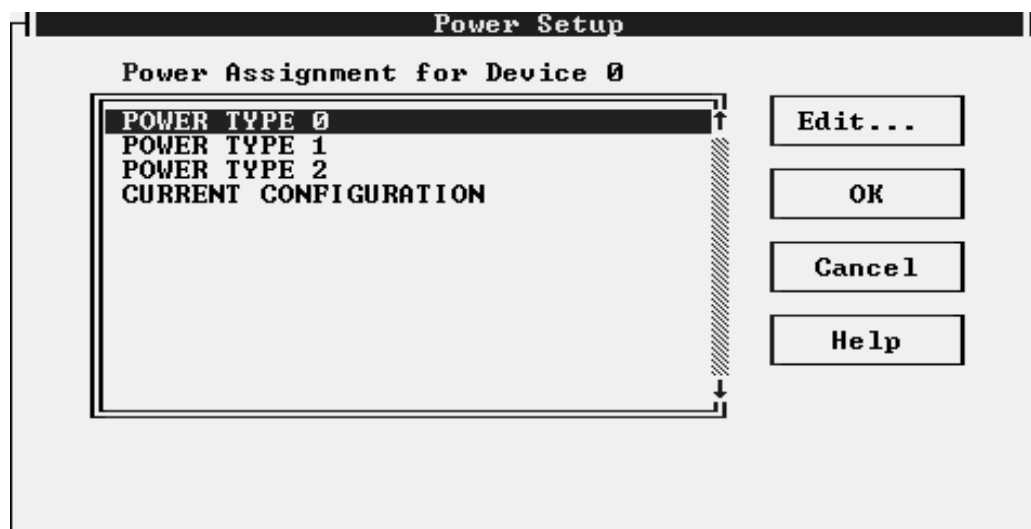 Power Setup
Power Assignment for Device 0
POWER TYPE 0
POWER TYPE 1
POWER TYPE 2
CURRENT CONFIGURATION
Edit...
OK
Cancel
Help